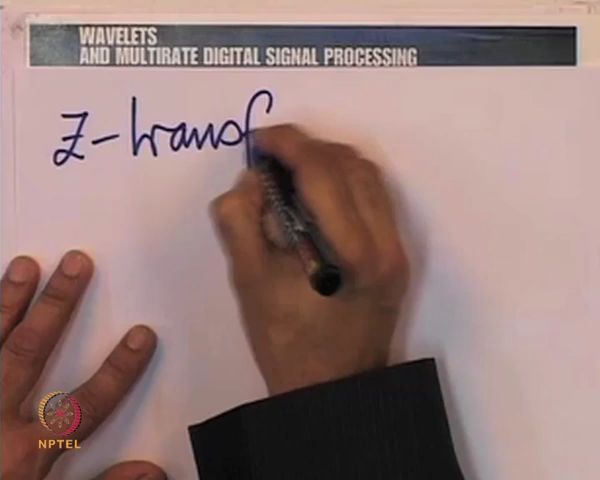 WAVELETS
AND MULTIRATE DIGITAL SIGNAL PROCESSING
Z-transf
NPTEL